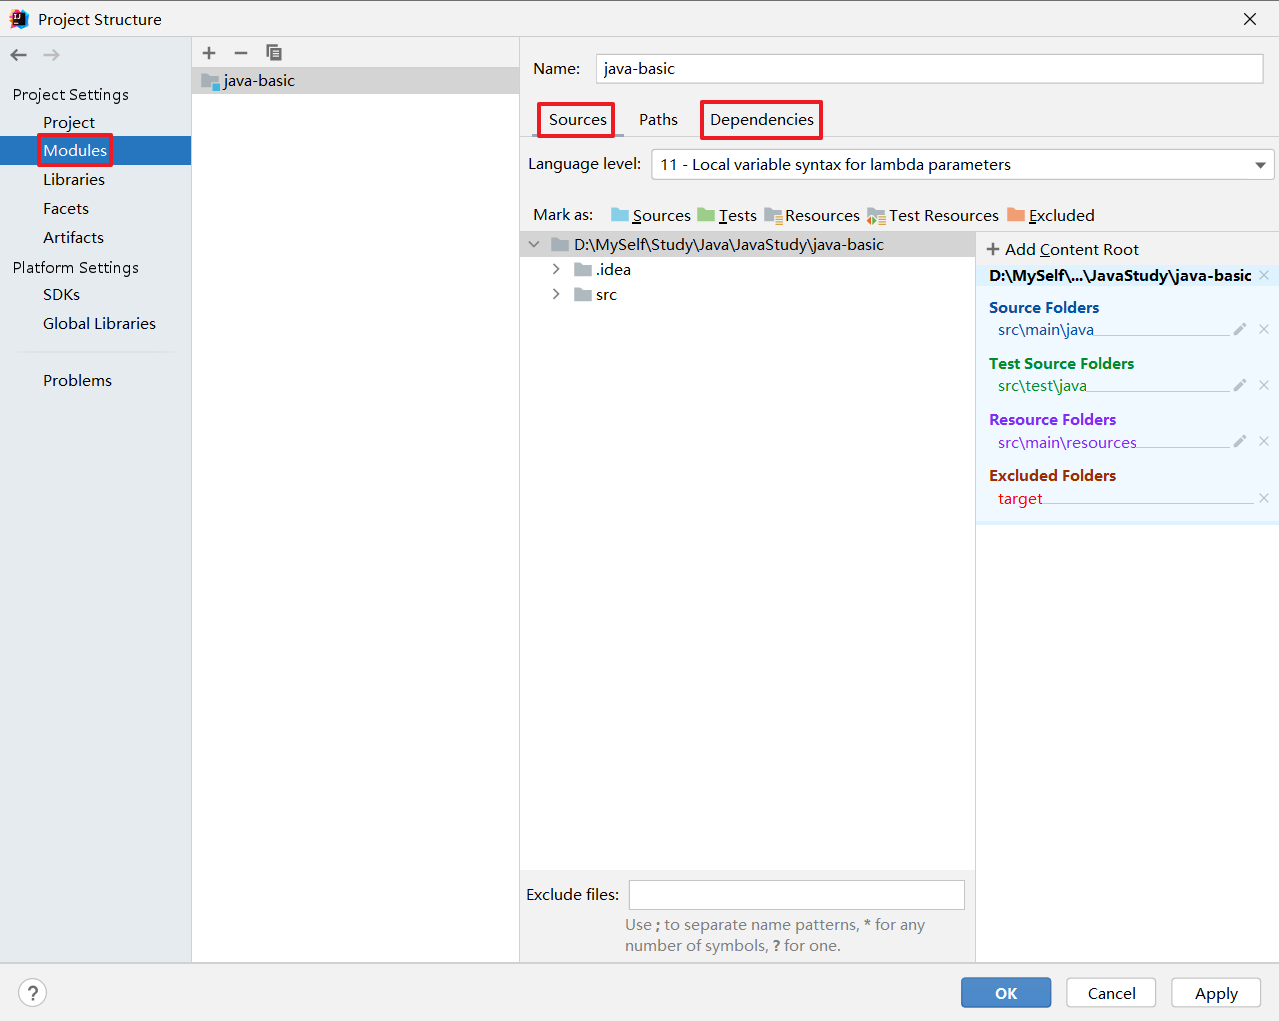 Project Structure
Project Settings
Project
Modules
Libraries
Facets
Artifacts
Platform Settings
SDKs
Global Libraries
Problems
java-basic
Name: java-basic
Sources Paths Dependencies
Language level: 11 - Local variable syntax for lambda parameters
Mark as: Sources Tests Resources Test Resources Excluded
D:\MySelf\Study\Java\JavaStudy\java-basic
.idea
src
Add Content Root
D:\MySelf\...\JavaStudy\java-basic
Source Folders
src\main\java
Test Source Folders
src\test\java
Resource Folders
src\main\resources
Excluded Folders
target
Exclude files:
Use ; to separate name patterns, * for any
number of symbols, ? for one.
? OK Cancel Apply